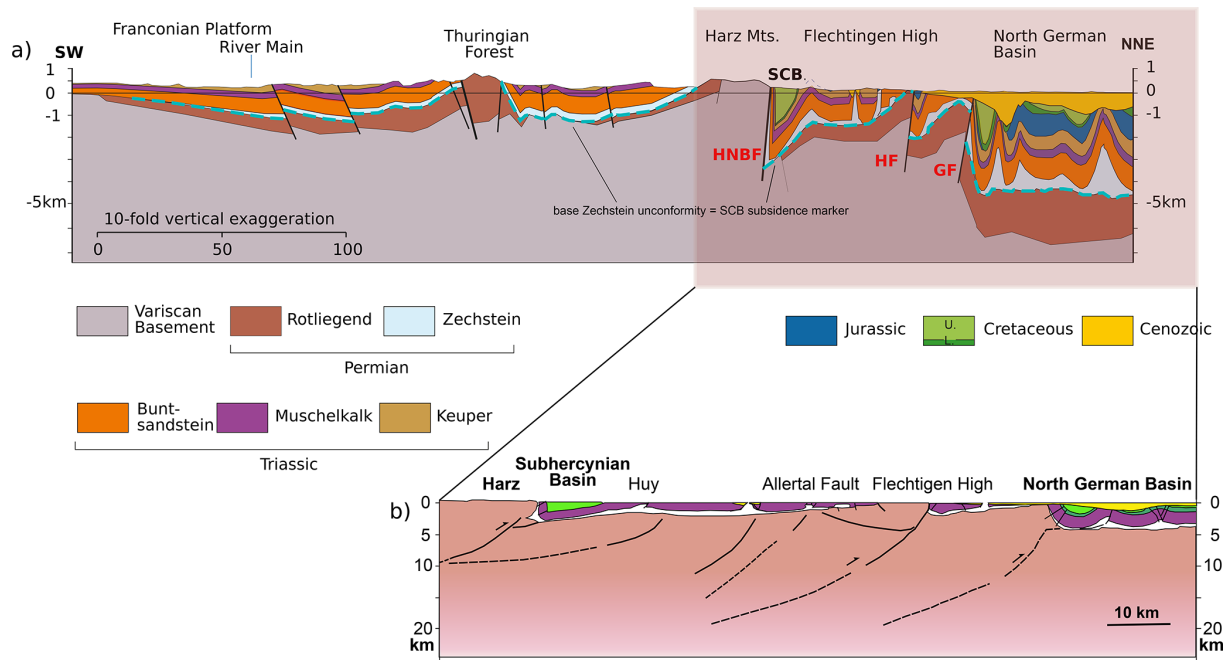 a)
SW
Franconian Platform
River Main
Thuringian
Forest
Harz Mts.
Flechtingen High
North German
Basin
NNE
SCB.
1
0
-1
-5km
1
0
-1
-5km
HNBF
HF
GF
10-fold vertical exaggeration
0 50 100
base Zechstein unconformity = SCB subsidence marker
Variscan
Basement
Rotliegend
Zechstein
Permian
Jurassic
U.
L.
Cretaceous
Cenozoic
Bunt-
sandstein
Muschelkalk
Keuper
Triassic
b)
Harz
Subhercynian
Basin
Huy
Allertal Fault
Flechtigen High
North German Basin
0
5
10
20
km
0
5
10
20
km
10 km